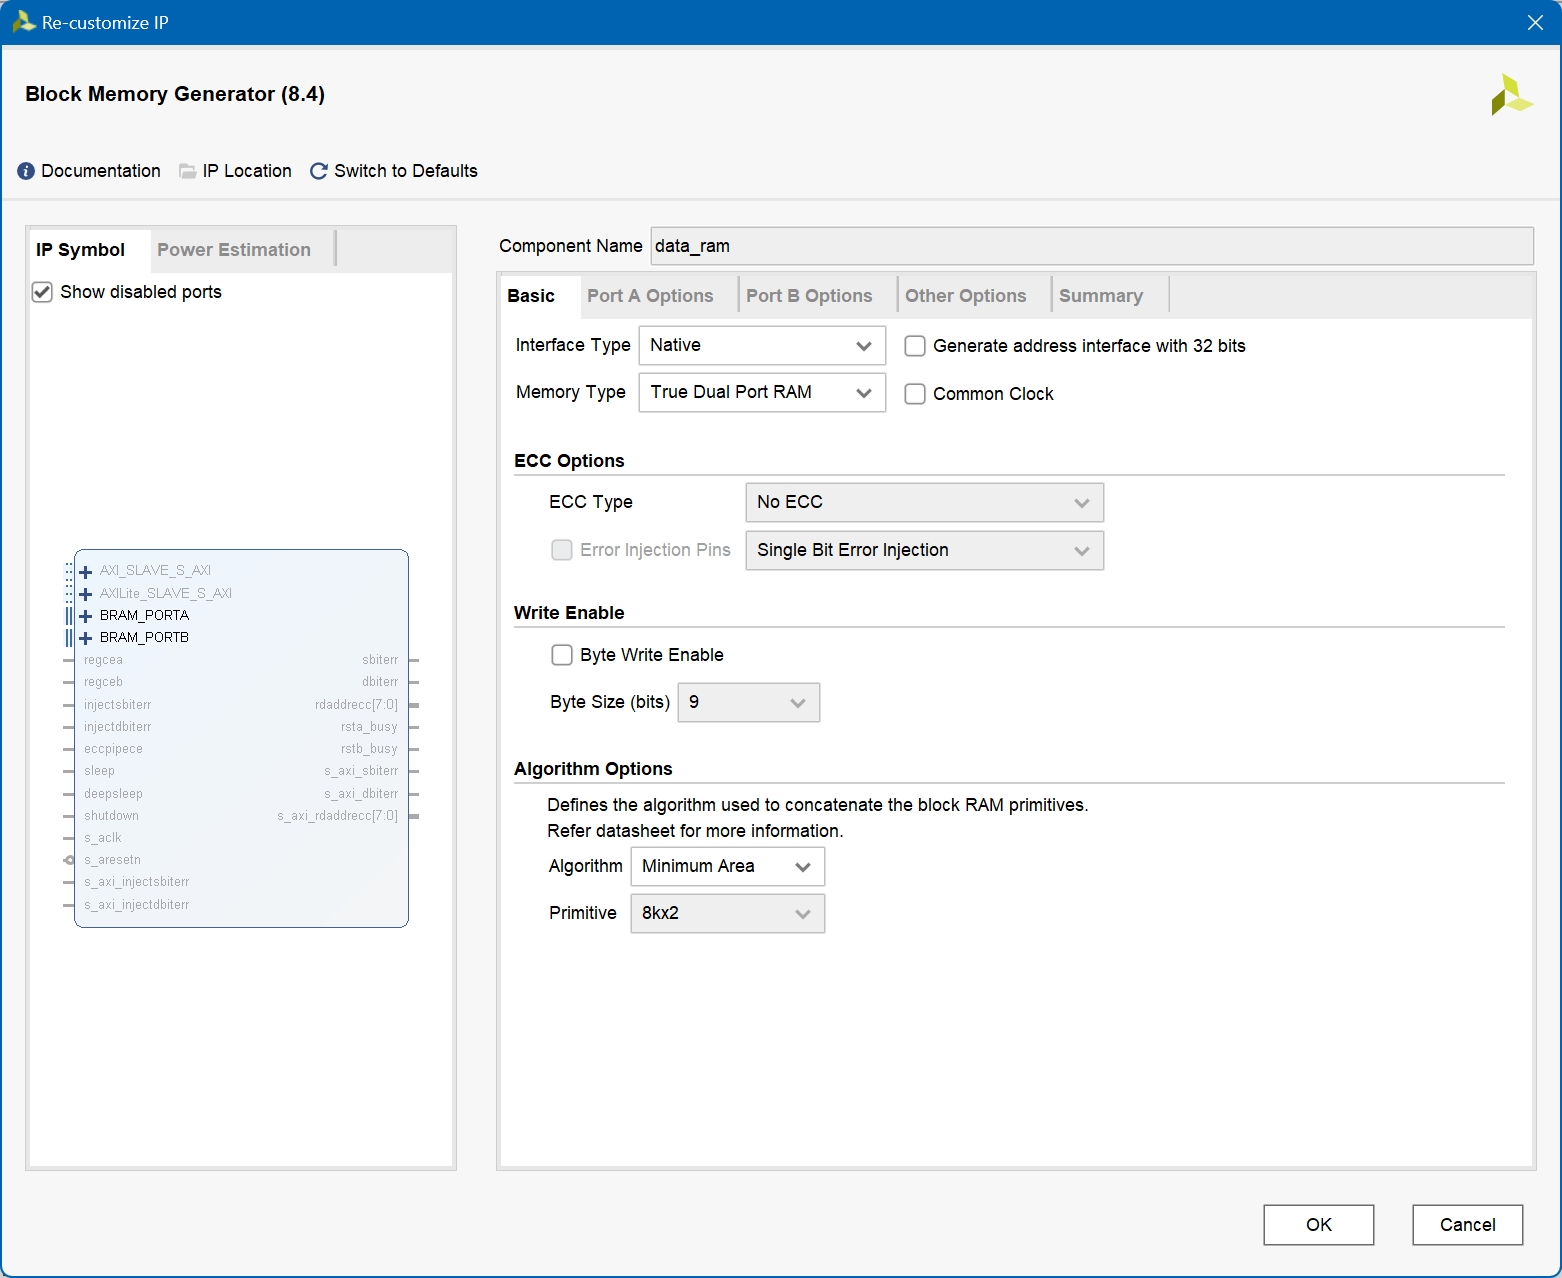 Re-customize IP
Block Memory Generator (8.4)
Documentation IP Location Switch to Defaults
IP Symbol Power Estimation
Show disabled ports
AXI_SLAVE_S_AXI
AXILite_SLAVE_S_AXI
BRAM_PORTA
BRAM_PORTB
regcea sbiterr
regceb dbiterr
injectsbiterr rdaddrecc[7:0]
injectdbiterr rsta_busy
eccpipece rstb_busy
sleep s_axi_sbiterr
deepsleep s_axi_dbiterr
shutdown s_axi_rdaddrecc[7:0]
s_aclk
s_aresetn
s_axi_injectsbiterr
s_axi_injectdbiterr
Component Name data_ram
Basic Port A Options Port B Options Other Options Summary
Interface Type Native Generate address interface with 32 bits
Memory Type True Dual Port RAM Common Clock
ECC Options
ECC Type No ECC
Error Injection Pins Single Bit Error Injection
Write Enable
Byte Write Enable
Byte Size (bits) 9
Algorithm Options
Defines the algorithm used to concatenate the block RAM primitives.
Refer datasheet for more information.
Algorithm Minimum Area
Primitive 8kx2
OK Cancel